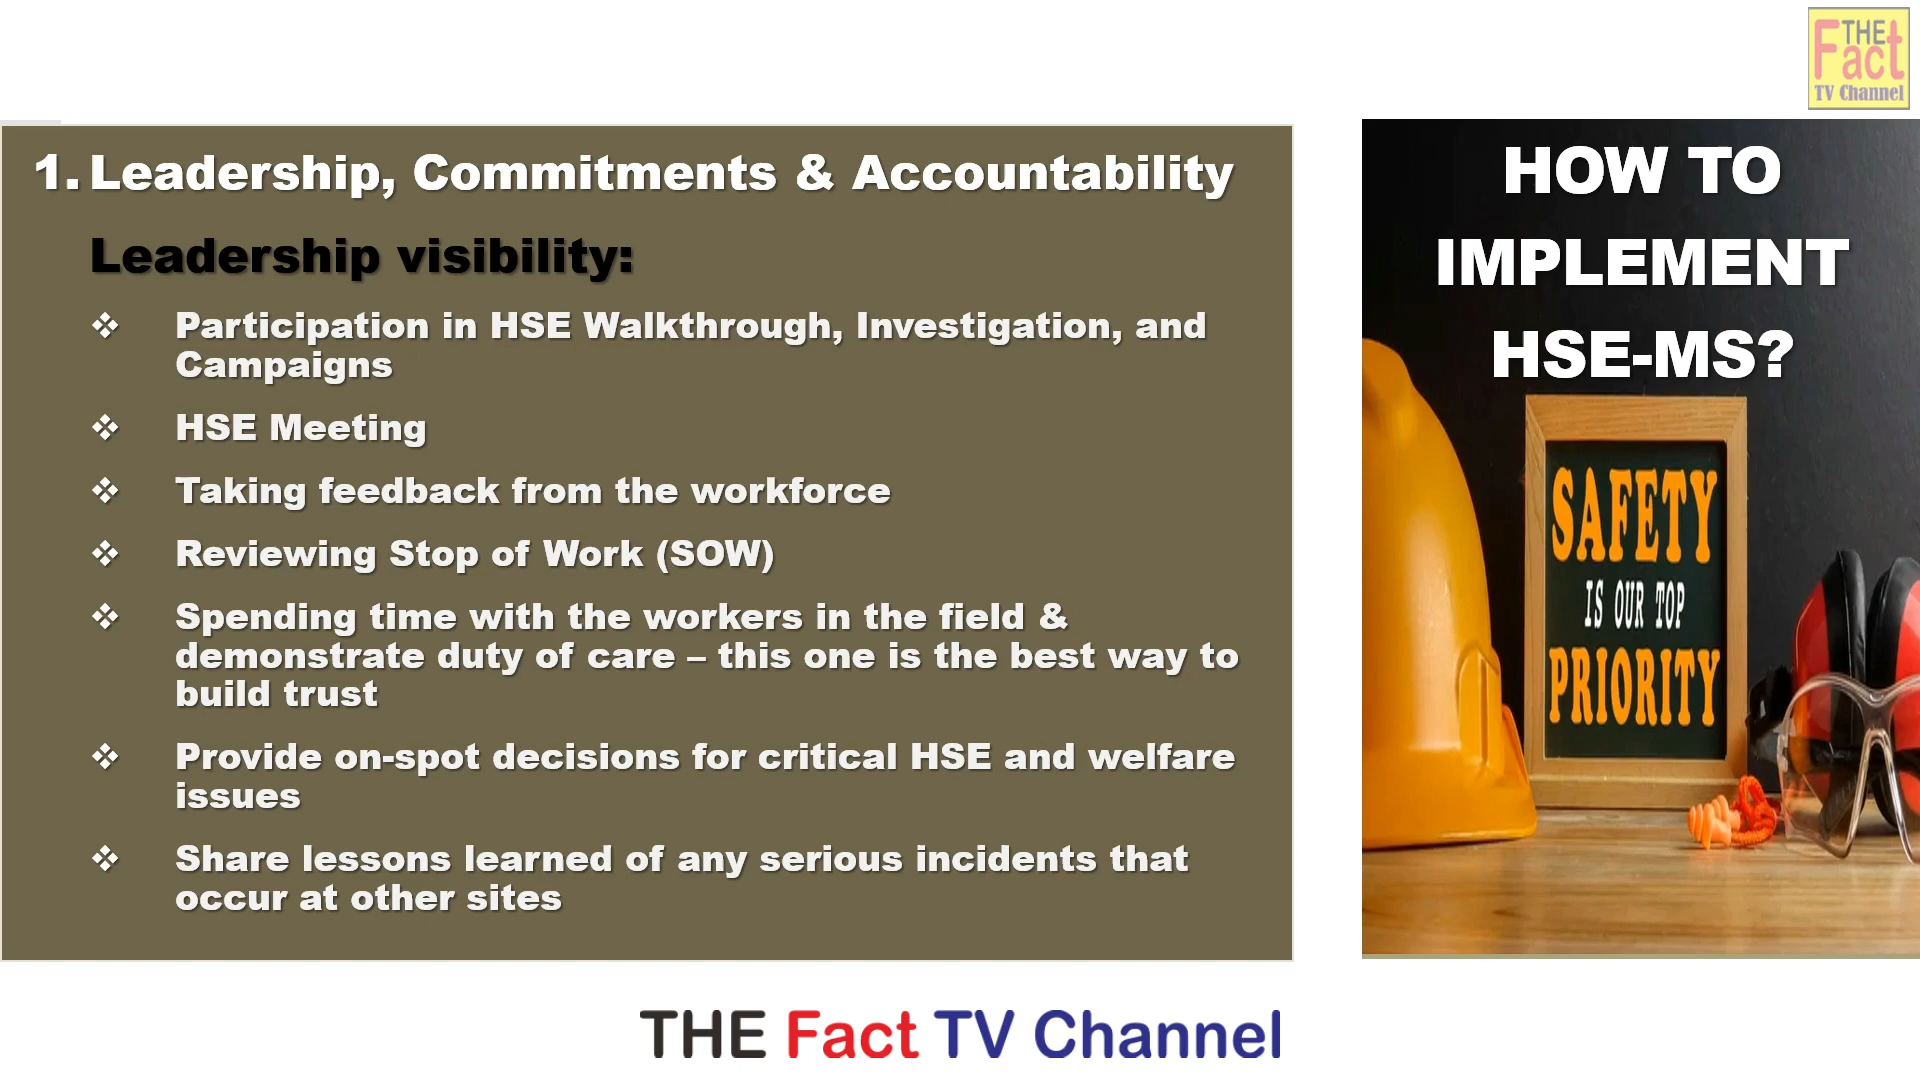 THE
Fact
TV Channel
1. Leadership, Commitments & Accountability
Leadership visibility:
❖ Participation in HSE Walkthrough, Investigation, and
Campaigns
❖ HSE Meeting
❖ Taking feedback from the workforce
❖ Reviewing Stop of Work (SOW)
❖ Spending time with the workers in the field &
demonstrate duty of care – this one is the best way to
build trust
❖ Provide on-spot decisions for critical HSE and welfare
issues
❖ Share lessons learned of any serious incidents that
occur at other sites
HOW TO
IMPLEMENT
HSE-MS?
SAFETY
IS OUR TOP
PRIORITY
THE Fact TV Channel